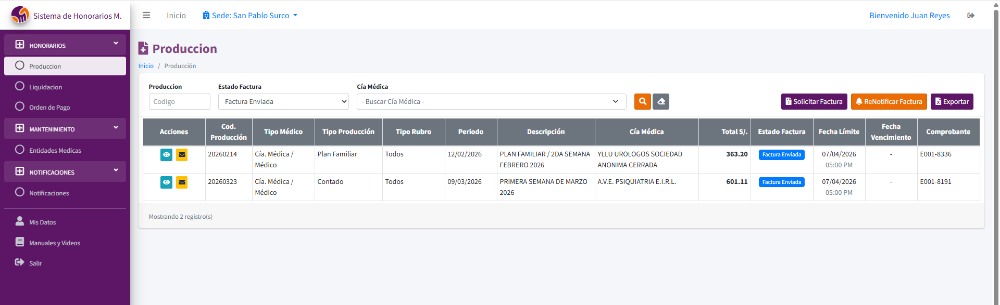 Sistema de Honorarios M.
Inicio
Sede: San Pablo Surco
Bienvenido Juan Reyes
HONORARIOS
Produccion
Liquidacion
Orden de Pago
MANTENIMIENTO
Entidades Medicas
NOTIFICACIONES
Notificaciones
Mis Datos
Manuales y Videos
Salir
Produccion
Inicio / Producción
Produccion
Codigo
Estado Factura
Factura Enviada
Cía Médica
- Buscar Cía Médica -
Solicitar Factura
ReNotificar Factura
Exportar
Acciones
Cod. Producción
Tipo Médico
Tipo Producción
Tipo Rubro
Periodo
Descripción
Cía Médica
Total S/.
Estado Factura
Fecha Límite
Fecha Vencimiento
Comprobante
20260214
Cía. Médica /
Médico
Plan Familiar
Todos
12/02/2026
PLAN FAMILIAR / 2DA SEMANA
FEBRERO 2026
YLLU UROLOGOS SOCIEDAD
ANONIMA CERRADA
363.20
Factura Enviada
07/04/2026
05:00 PM
-
E001-8336
20260323
Cía. Médica /
Médico
Contado
Todos
09/03/2026
PRIMERA SEMANA DE MARZO
2026
A.V.E. PSIQUIATRIA E.I.R.L.
601.11
Factura Enviada
07/04/2026
05:00 PM
-
E001-8191
Mostrando 2 registro(s)